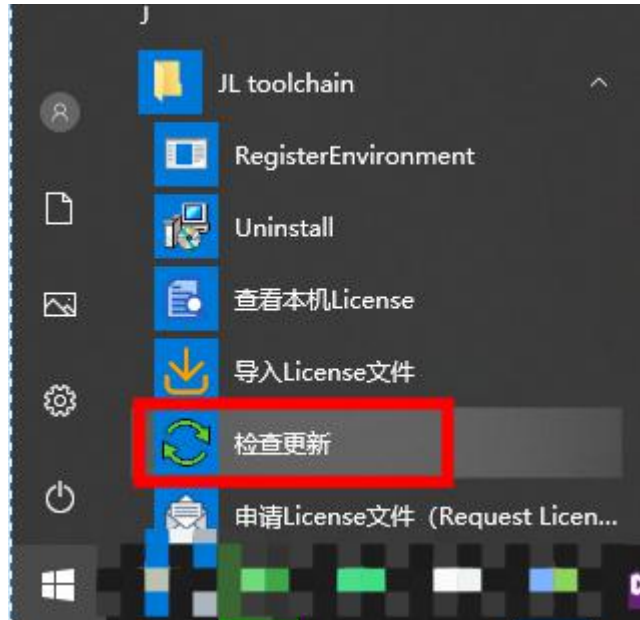 J
JL toolchain
RegisterEnvironment
Uninstall
查看本机License
导入License文件
检查更新
申请License文件（Request Licen...